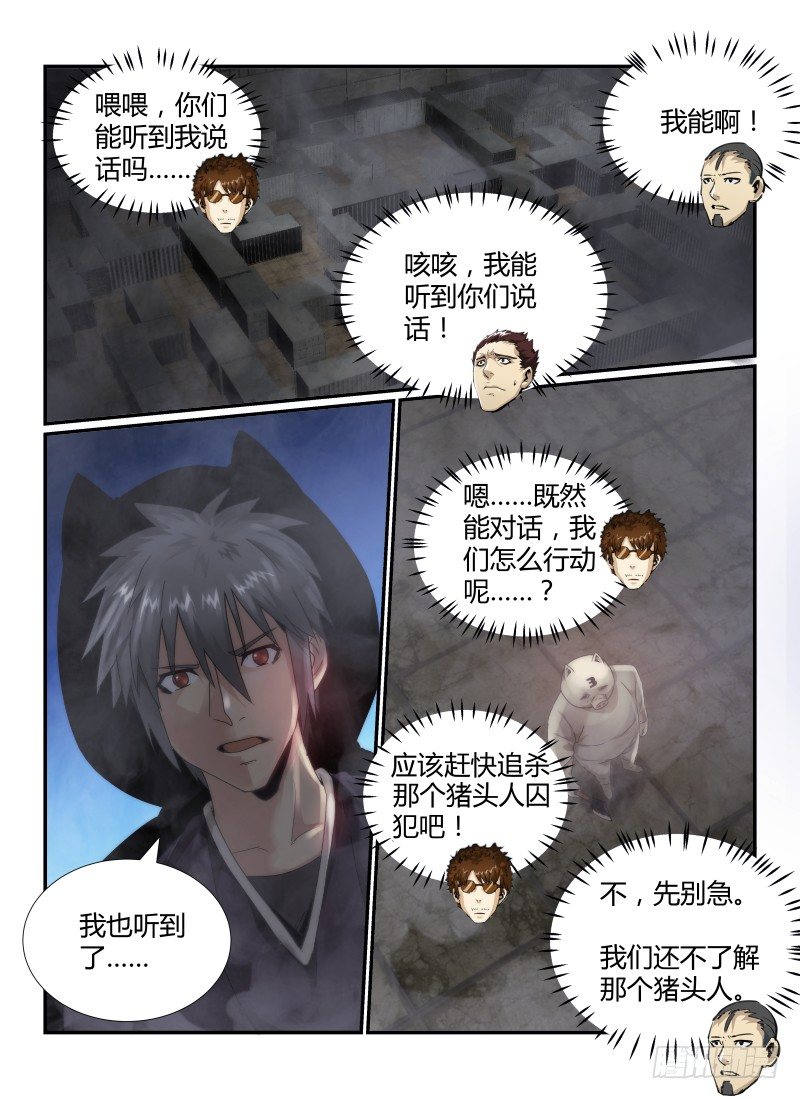 喂喂，你们
能听到我说
话吗……
我能啊！
咳咳，我能
听到你们说
话！
我也听到
了……
嗯……既然
能对话，我
们怎么行动
呢……？
应该赶快追杀
那个猪头人囚
犯吧！
不，先别急。
我们还不了解
那个猪头人。